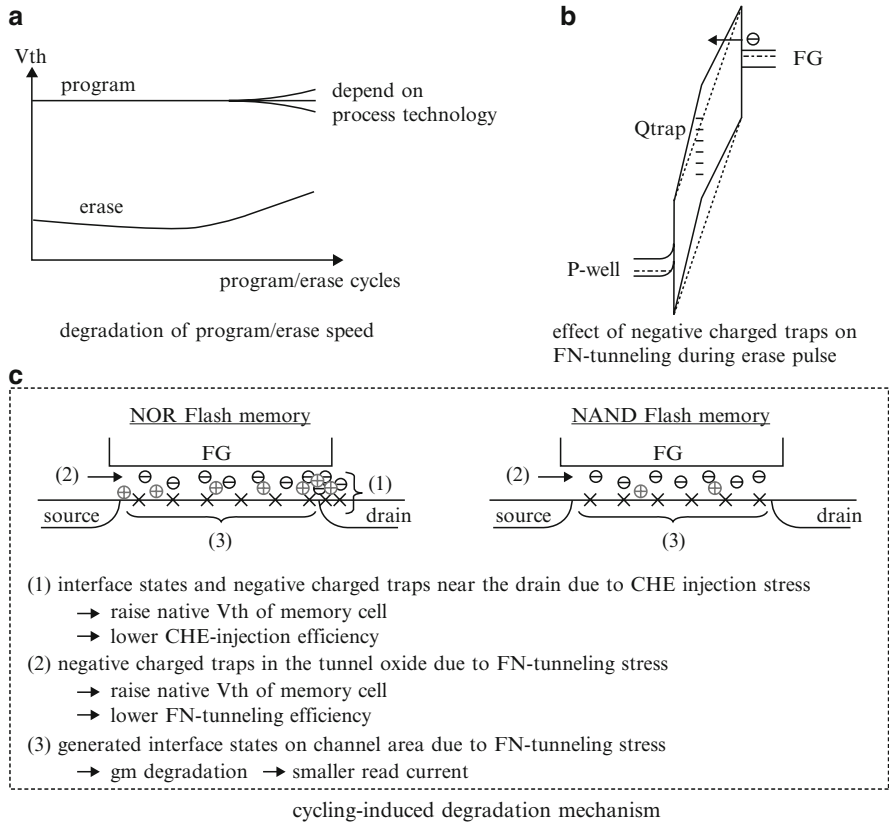 a
Vth
program
depend on
process technology
erase
program/erase cycles
degradation of program/erase speed
b
FG
Qtrap
P-well
effect of negative charged traps on
FN-tunneling during erase pulse
c
NOR Flash memory
FG
(2)
(1)
source
drain
(3)
NAND Flash memory
FG
(2)
source
drain
(3)
(1) interface states and negative charged traps near the drain due to CHE injection stress
→ raise native Vth of memory cell
→ lower CHE-injection efficiency
(2) negative charged traps in the tunnel oxide due to FN-tunneling stress
→ raise native Vth of memory cell
→ lower FN-tunneling efficiency
(3) generated interface states on channel area due to FN-tunneling stress
→ gm degradation → smaller read current
cycling-induced degradation mechanism